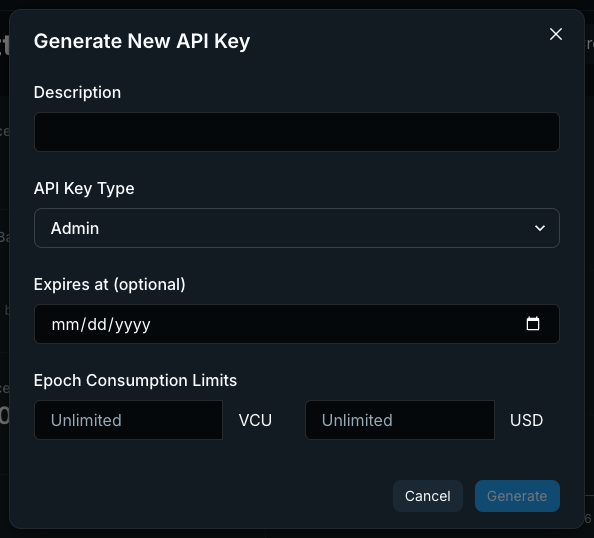 Generate New API Key
Description
API Key Type
Admin
Expires at (optional)
mm/dd/yyyy
Epoch Consumption Limits
Unlimited VCU Unlimited USD
Cancel Generate